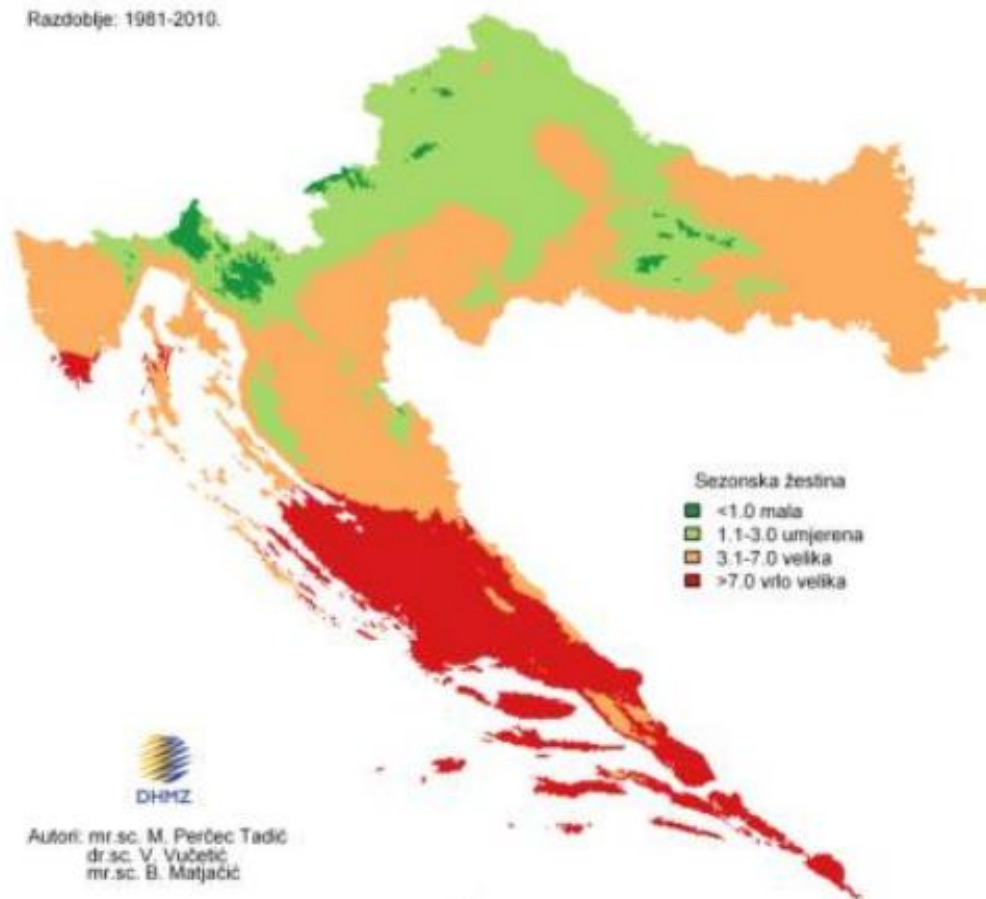 Razdoblje: 1981-2010.
Sezonska žestina
<1.0 mala
1.1-3.0 umjerena
3.1-7.0 velika
>7.0 vrlo velika
DHMZ
Autori: mr.sc. M. Perčec Tadić
dr.sc. V. Vučetić
mr.sc. B. Matjačić